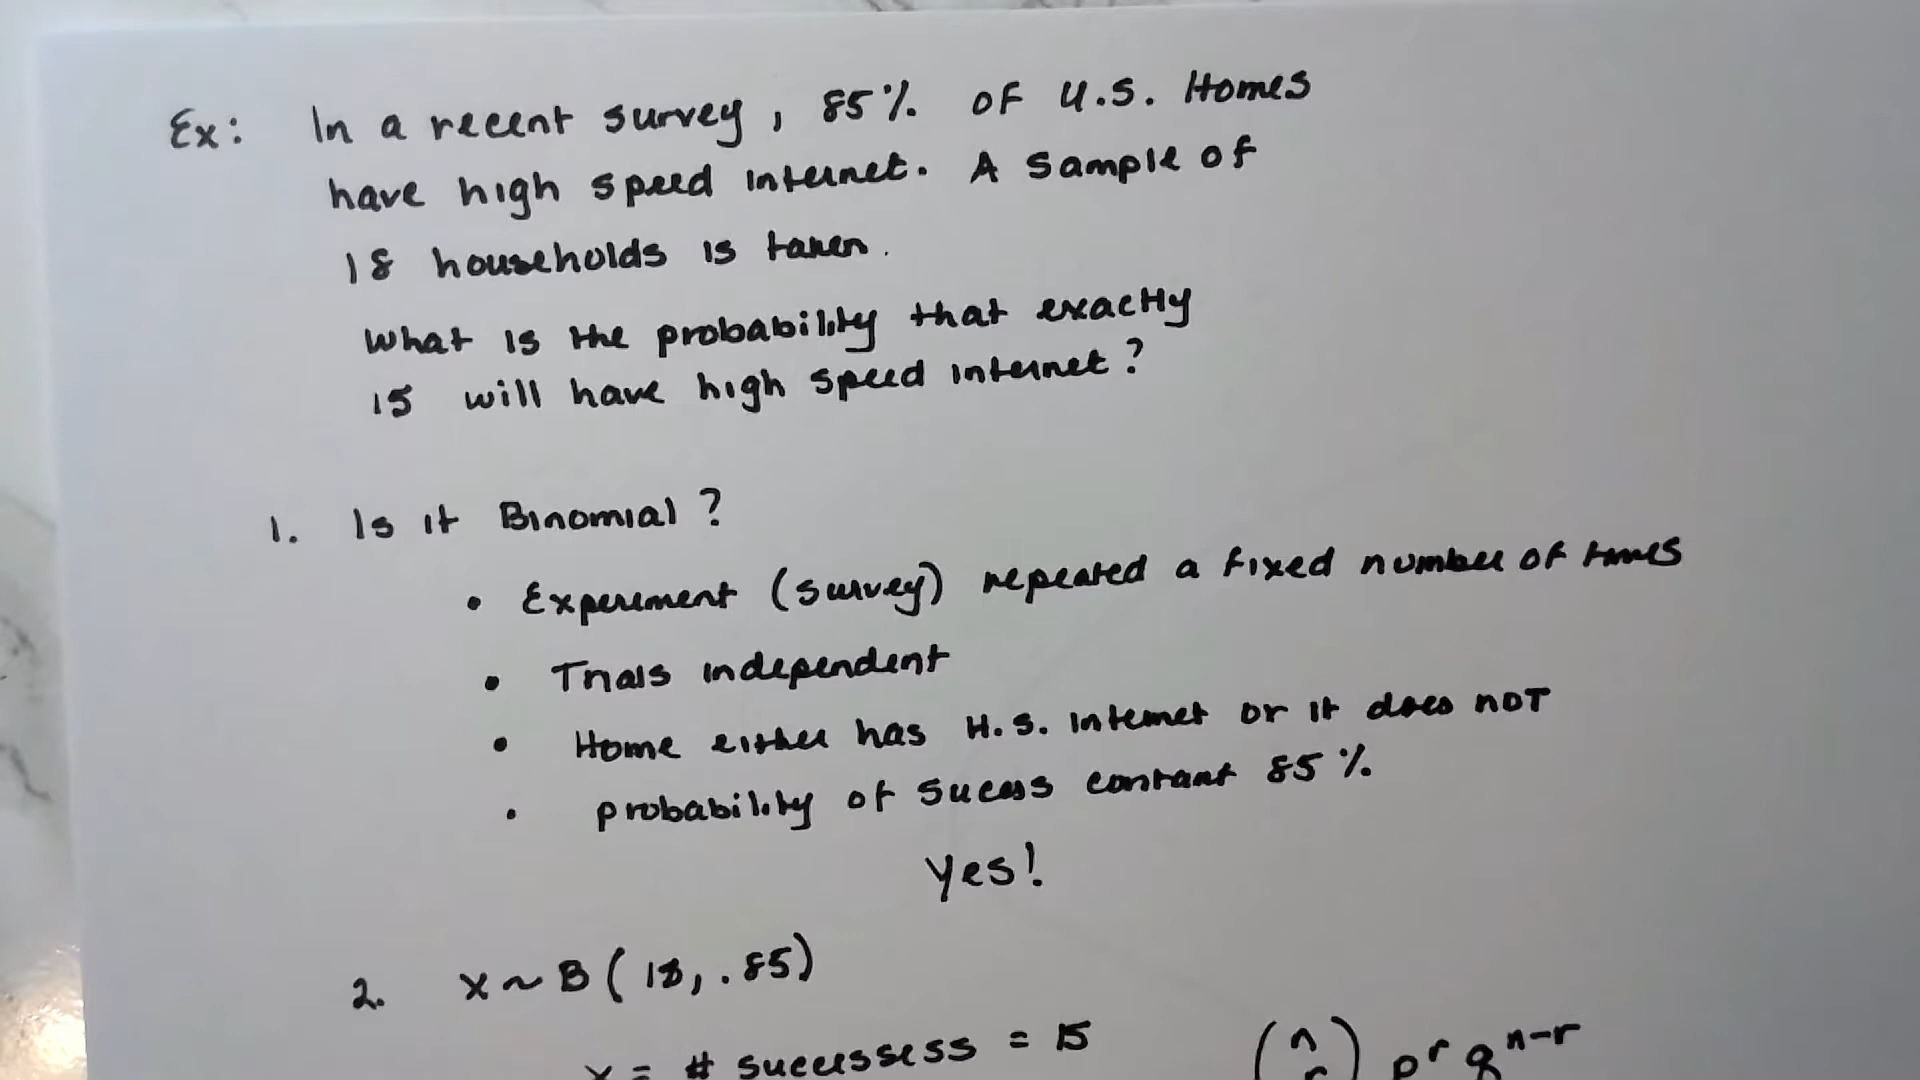 Ex: In a recent survey, 85% of U.S. Homes
have high speed internet. A sample of
18 households is taken.
What is the probability that exactly
15 will have high speed internet?
1. Is it Binomial?
• Experiment (survey) repeated a fixed number of times
• Trials independent
• Home either has H.S. internet or it does not
• probability of sucess contant 85%
Yes!
2. x ~ B(18, .85)
x = # successess = 15
(n r) p^r q^n-r